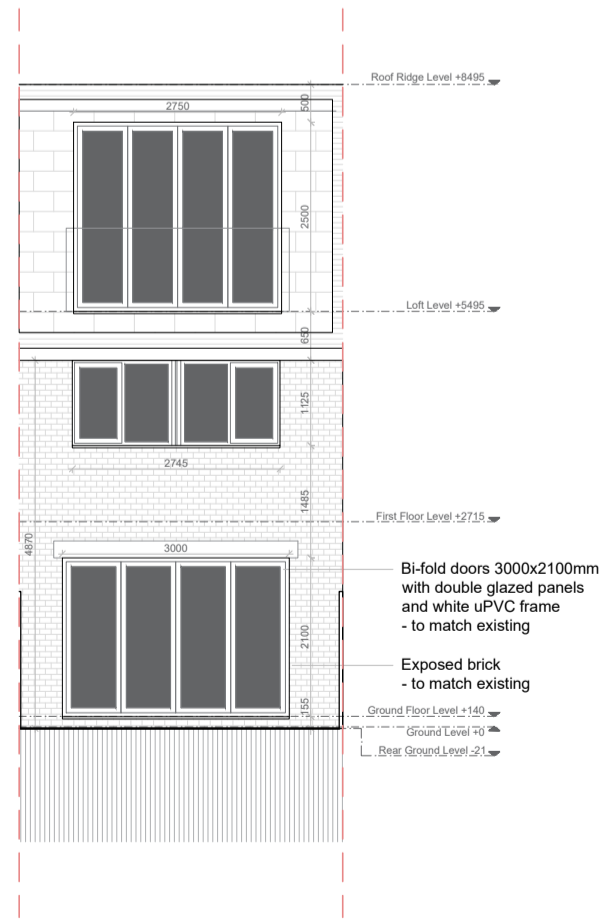 Roof Ridge Level +8495
500
2750
2500
Loft Level +5495
650
1125
2745
1485
First Floor Level +2715
4870
3000
Bi-fold doors 3000x2100mm
with double glazed panels
and white uPVC frame
- to match existing
2100
Exposed brick
- to match existing
155
Ground Floor Level +140
Ground Level +0
Rear Ground Level -21